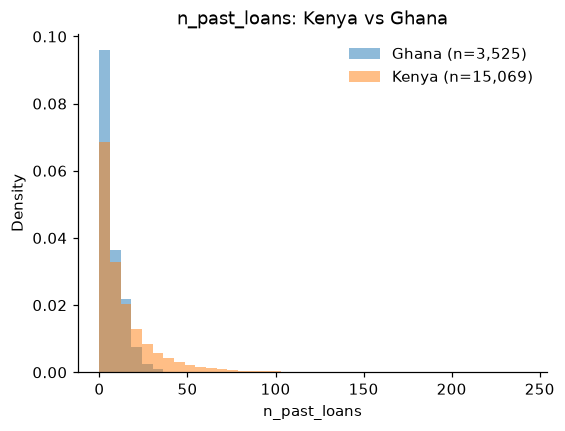 n_past_loans: Kenya vs Ghana
Ghana (n=3,525)
Kenya (n=15,069)
Density
0.10
0.08
0.06
0.04
0.02
0.00
0 50 100 150 200 250
n_past_loans